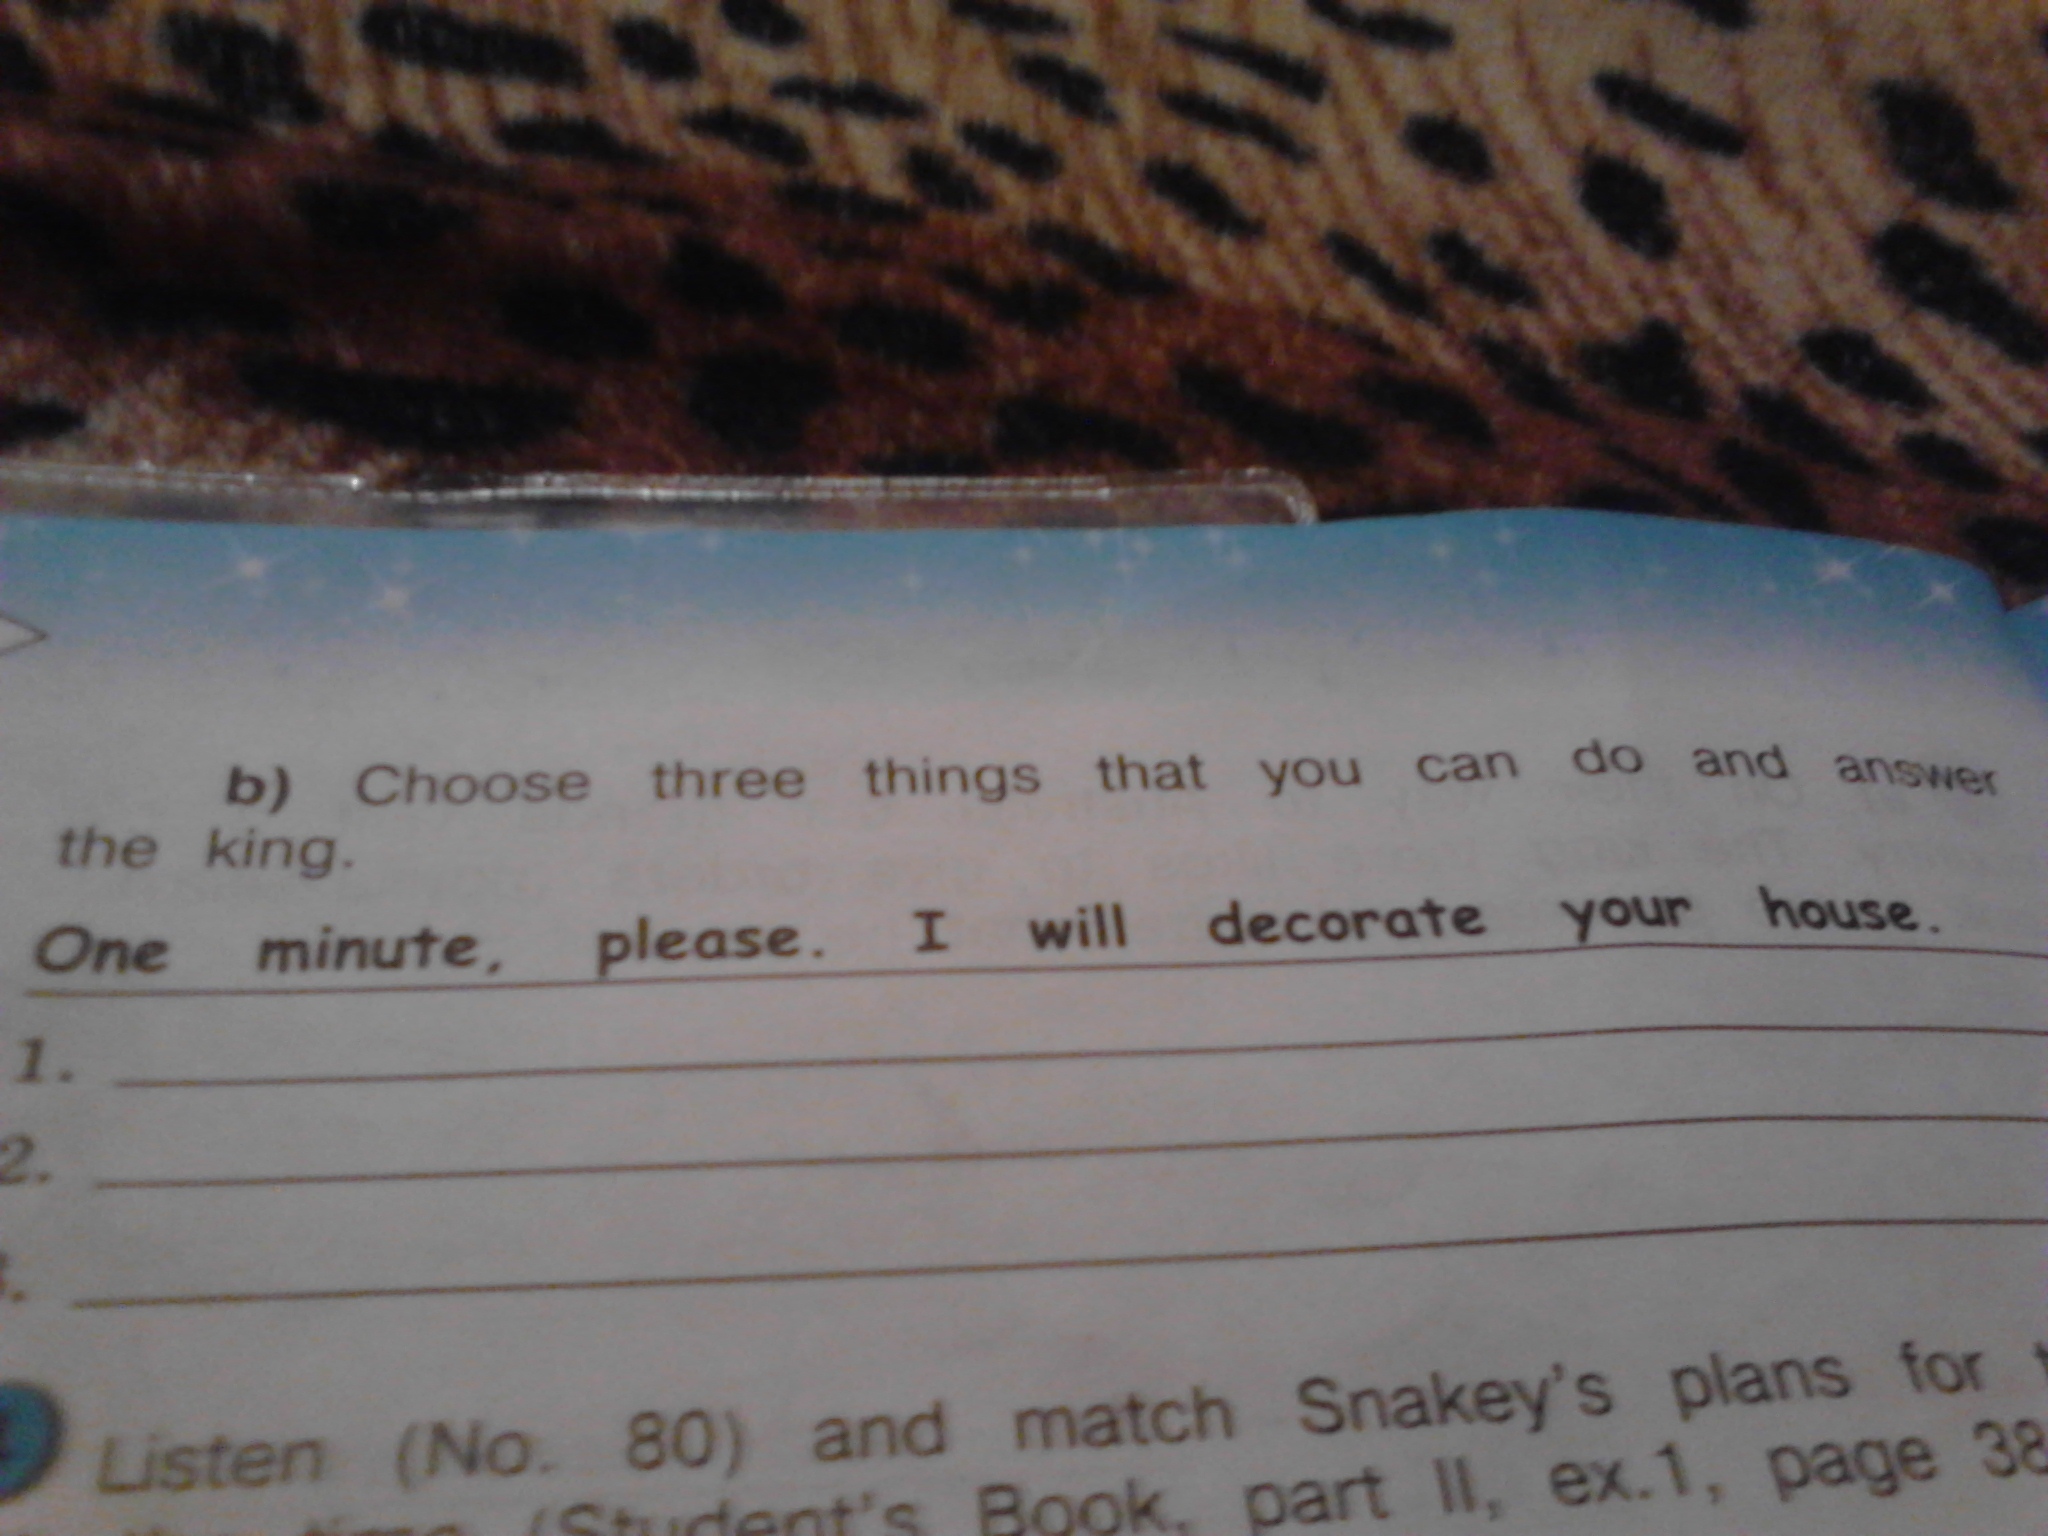 b) Choose three things that you can do and answer
the king.
One minute, please. I will decorate your house.
1.
2.
Listen (No. 80) and match Snakey's plans for
(Student's Book, part II, ex.1, page 38